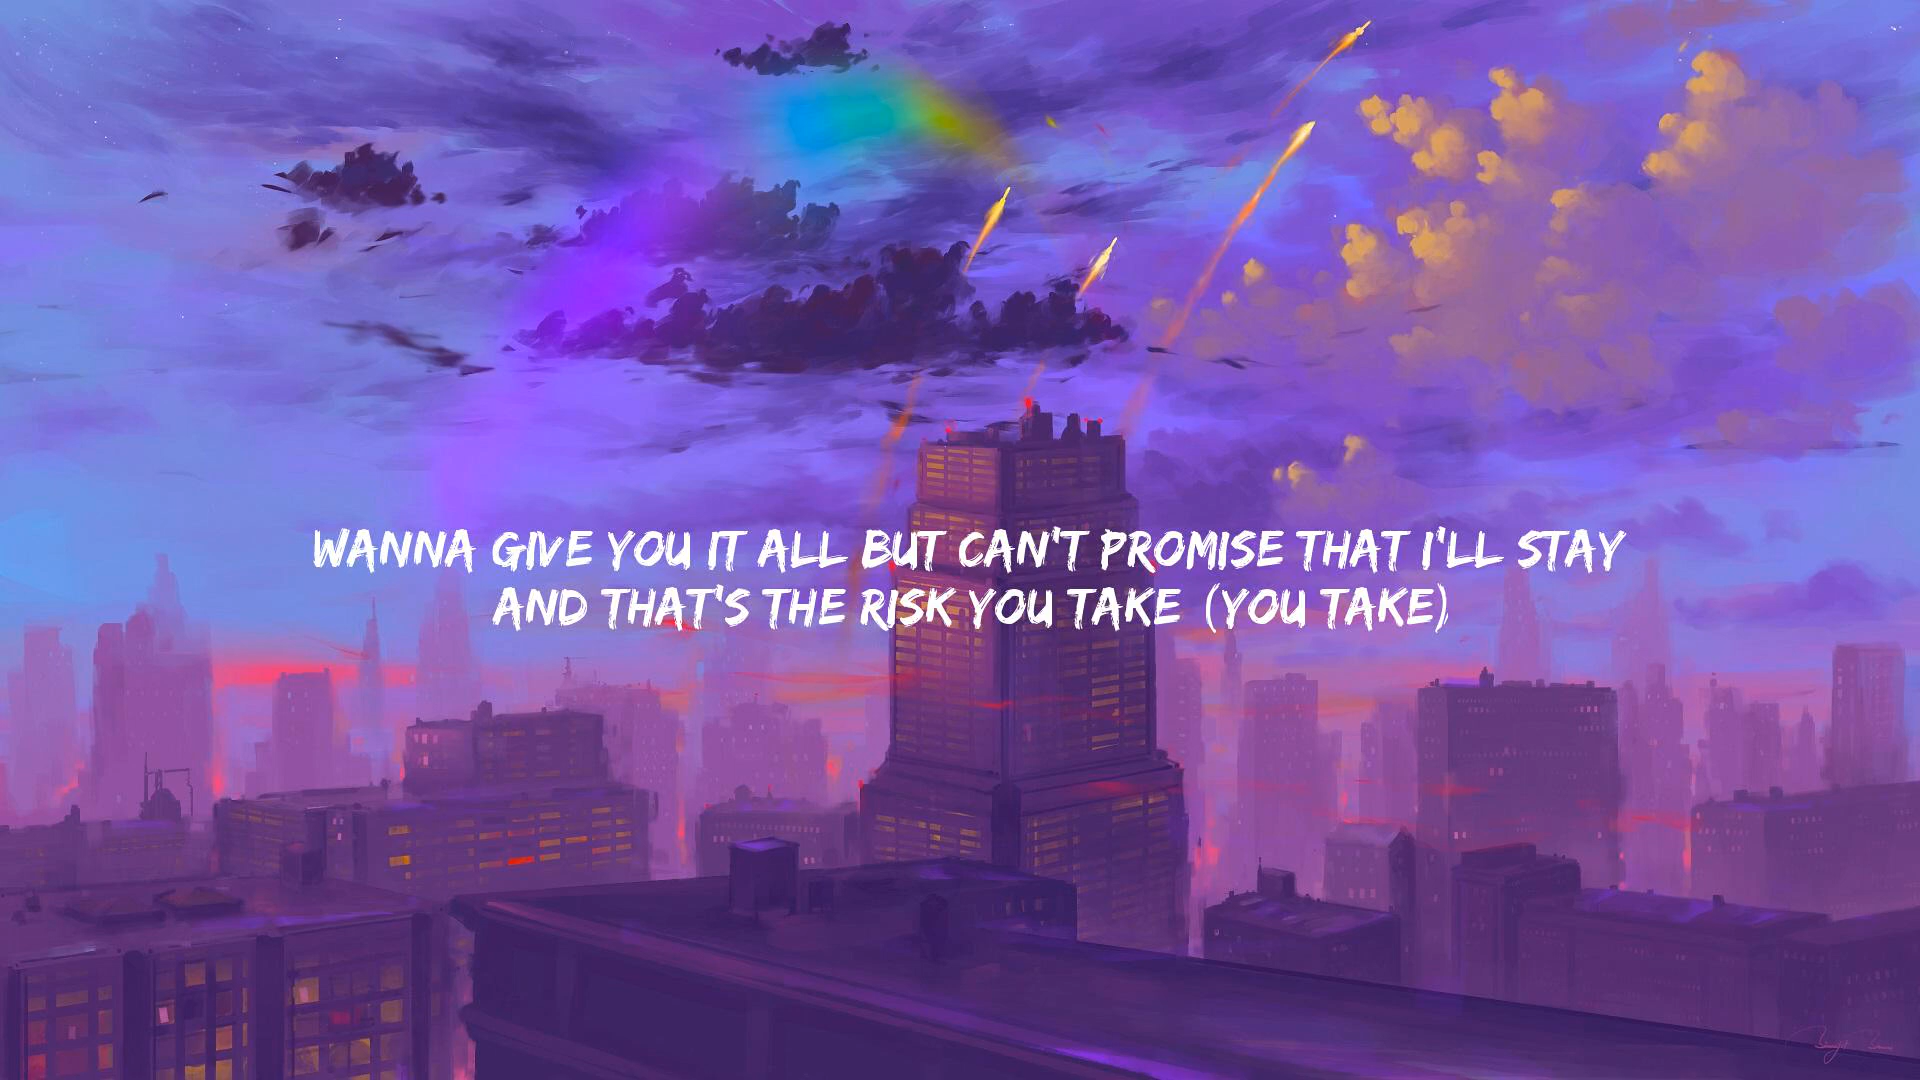 WANNA GIVE YOU IT ALL BUT CAN'T PROMISE THAT I'LL STAY
AND THAT'S THE RISK YOU TAKE (YOU TAKE)